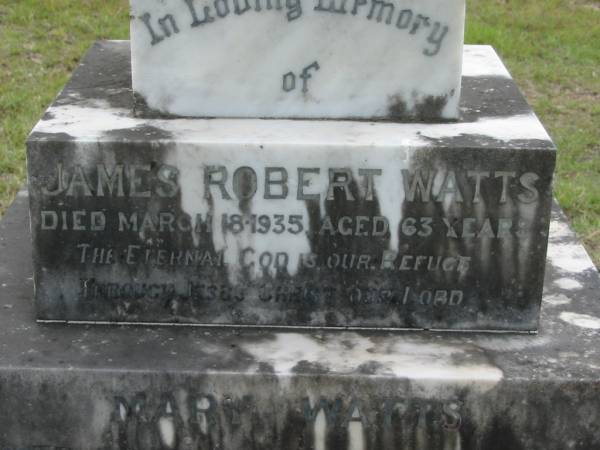 In Loving Memory
of
JAMES ROBERT WATTS
DIED MARCH 18·1935, AGED 63 YEARS
THE ETERNAL GOD IS OUR REFUGE
THROUGH JESUS CHRIST OUR LORD
MARY WATTS